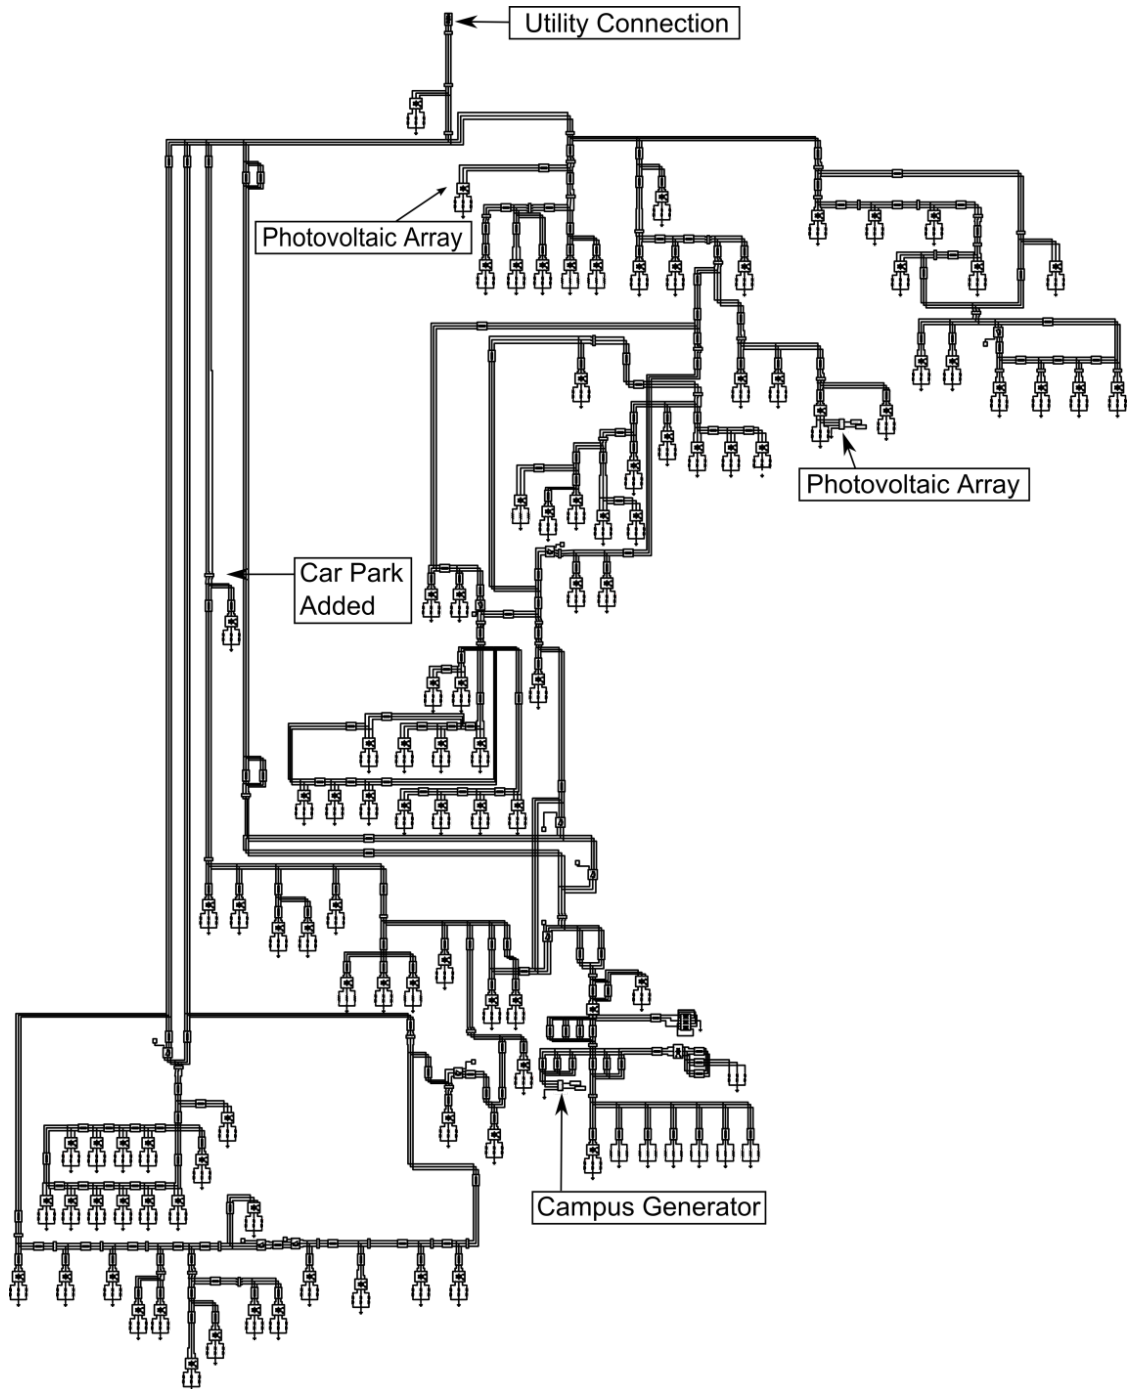 Utility Connection
Photovoltaic Array
Photovoltaic Array
Car Park
Added
Campus Generator